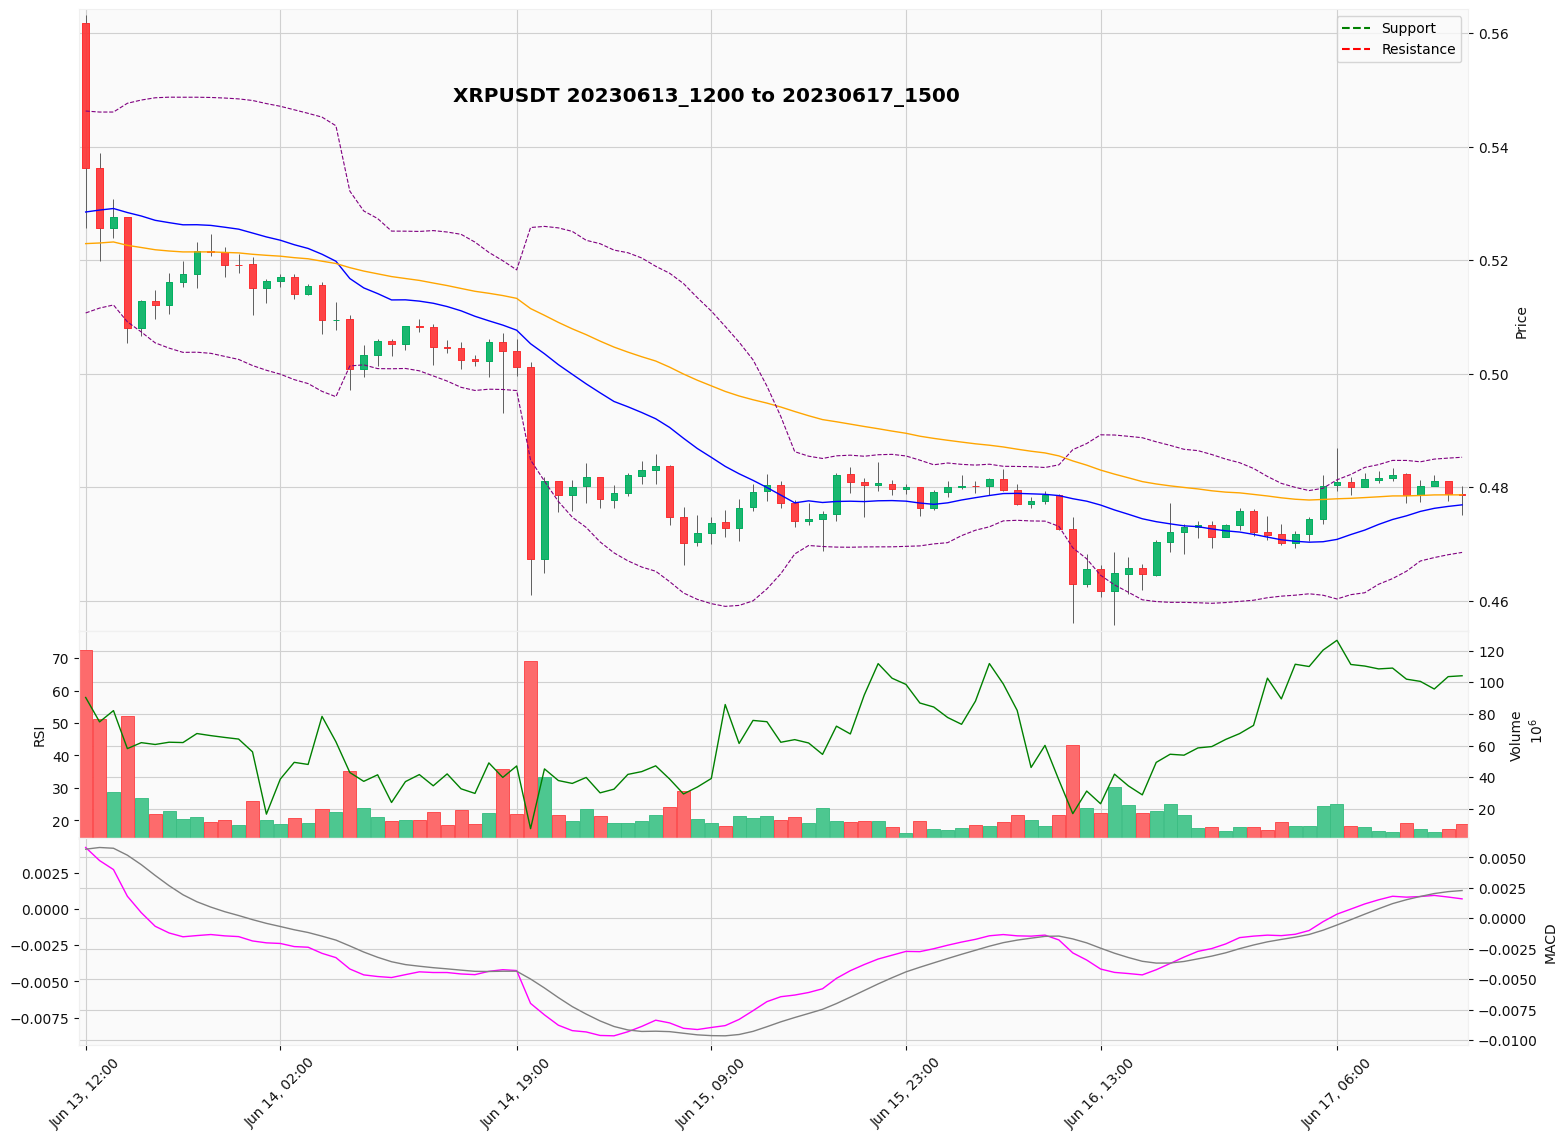 XRPUSDT 20230613_1200 to 20230617_1500
Support
Resistance
0.56
0.54
0.52
0.50
0.48
0.46
Price
70
60
50
40
30
20
RSI
120
100
80
60
40
20
Volume
10^6
0.0025
0.0000
−0.0025
−0.0050
−0.0075
0.0050
0.0025
0.0000
−0.0025
−0.0050
−0.0075
−0.0100
MACD
Jun 13, 12:00
Jun 14, 02:00
Jun 14, 19:00
Jun 15, 09:00
Jun 15, 23:00
Jun 16, 13:00
Jun 17, 06:00